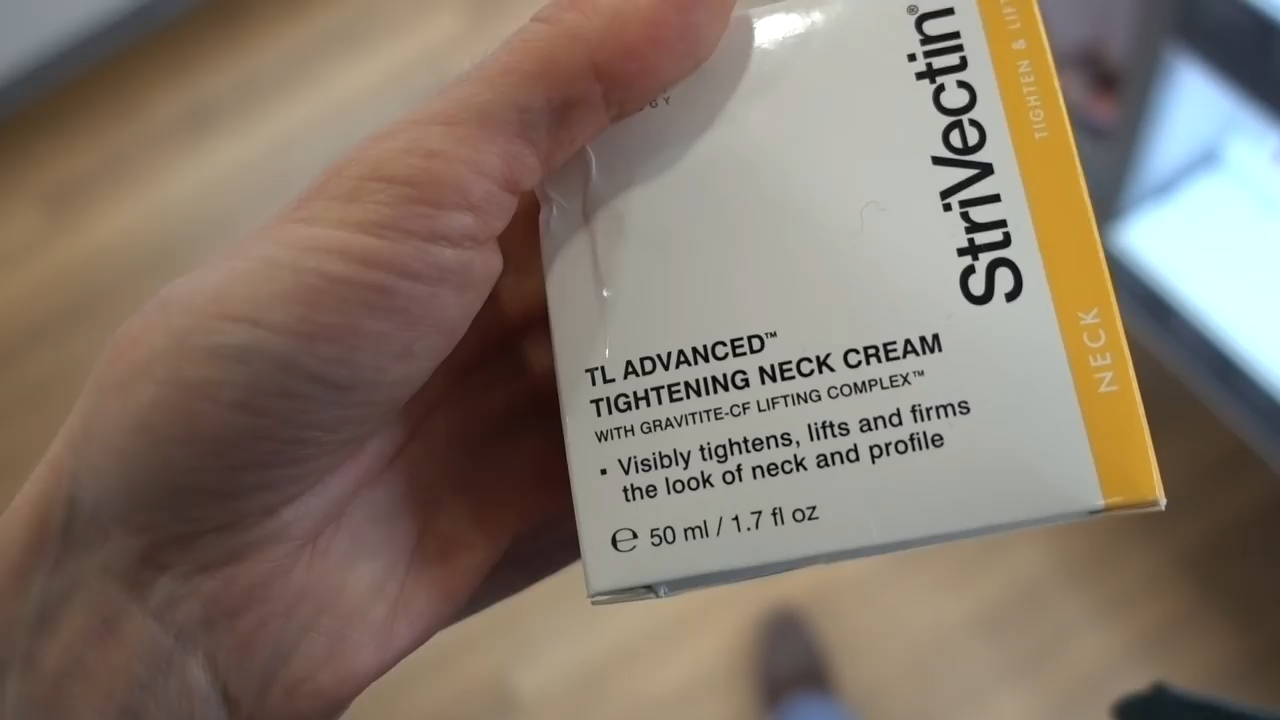 StriVectin®
TIGHTEN & LIFT
NECK
TL ADVANCED™
TIGHTENING NECK CREAM
WITH GRAVITITE-CF LIFTING COMPLEX™
▪ Visibly tightens, lifts and firms
the look of neck and profile
℮ 50 ml / 1.7 fl oz